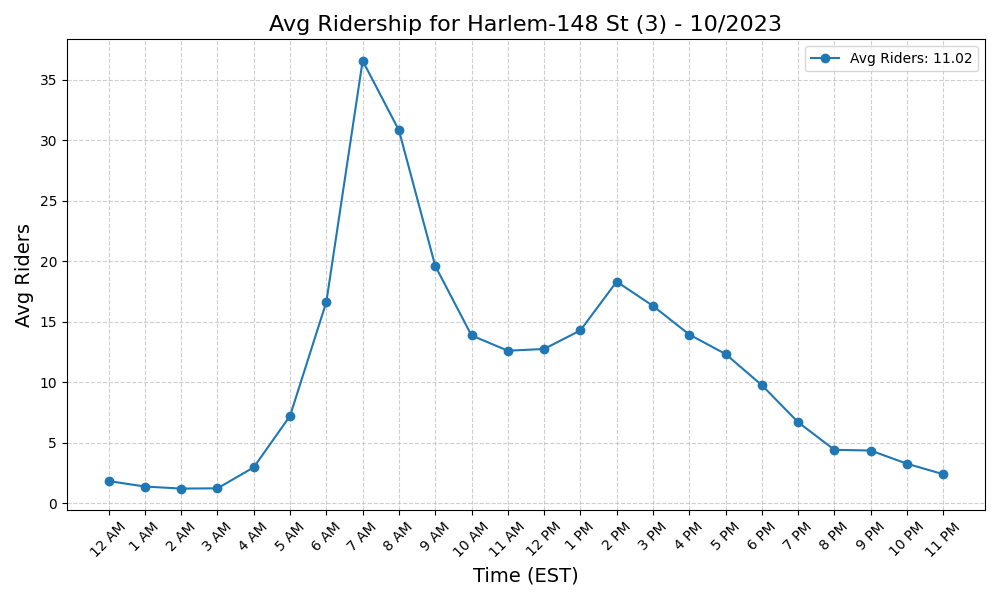 Avg Ridership for Harlem-148 St (3) - 10/2023
Avg Riders: 11.02
Avg Riders
35
30
25
20
15
10
5
0
12 AM
1 AM
2 AM
3 AM
4 AM
5 AM
6 AM
7 AM
8 AM
9 AM
10 AM
11 AM
12 PM
1 PM
2 PM
3 PM
4 PM
5 PM
6 PM
7 PM
8 PM
9 PM
10 PM
11 PM
Time (EST)